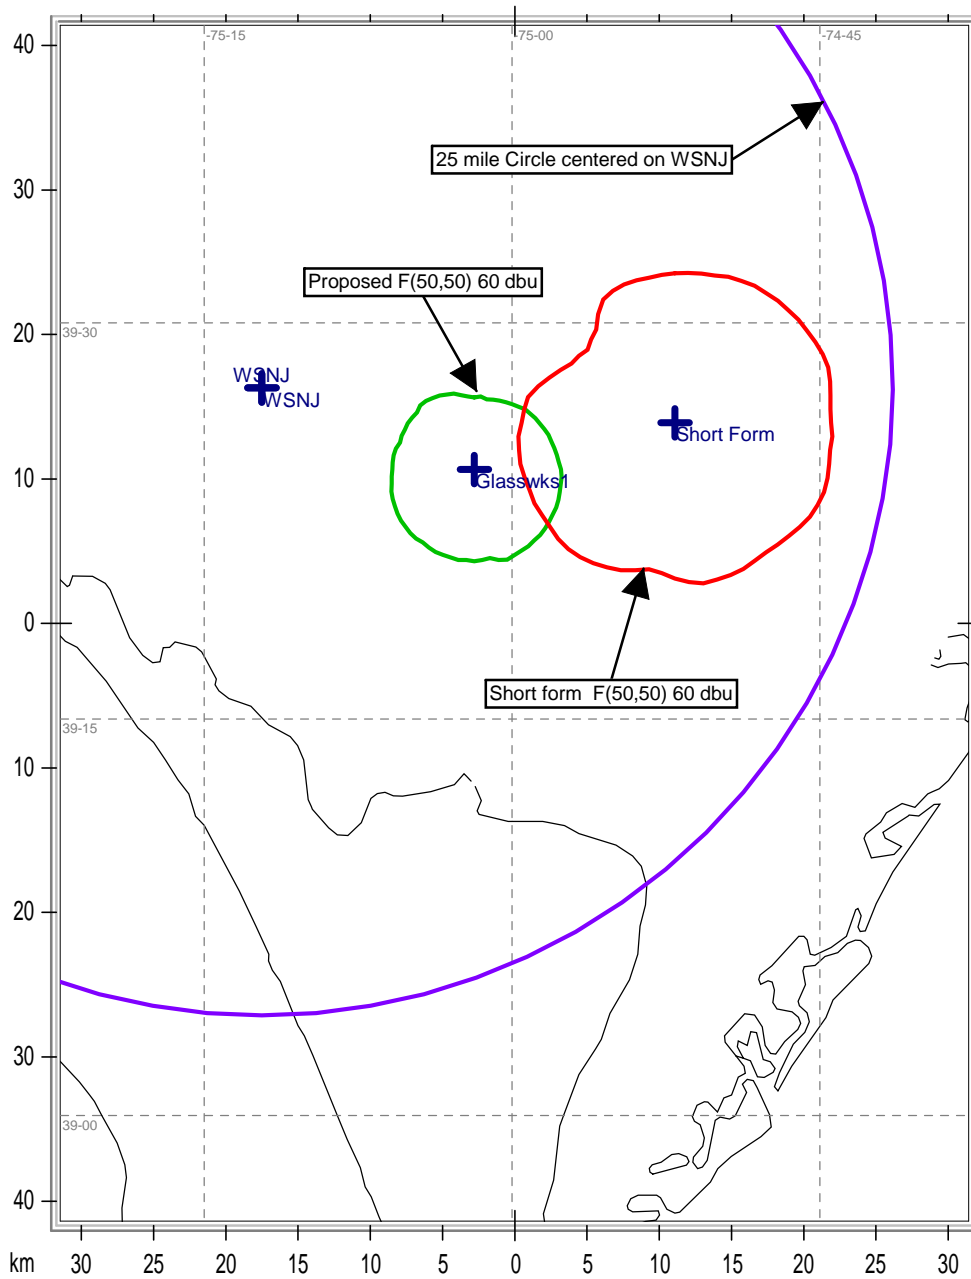 -75-15
-75-00
-74-45
40
25 mile Circle centered on WSNJ
30
Proposed F(50,50) 60 dbu
20
39-30
WSNJ
WSNJ
Short Form
10
Glasswks1
0
Short form F(50,50) 60 dbu
39-15
10
20
30
39-00
40
km 30 25 20 15 10 5 0 5 10 15 20 25 30